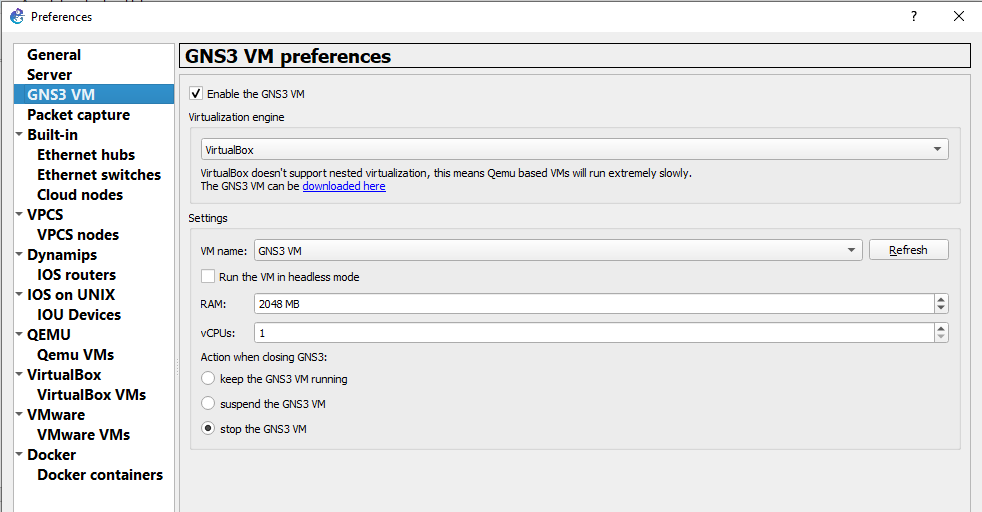 Preferences
?
General
Server
GNS3 VM
Packet capture
Built-in
Ethernet hubs
Ethernet switches
Cloud nodes
VPCS
VPCS nodes
Dynamips
IOS routers
IOS on UNIX
IOU Devices
QEMU
Qemu VMs
VirtualBox
VirtualBox VMs
VMware
VMware VMs
Docker
Docker containers
GNS3 VM preferences
Enable the GNS3 VM
Virtualization engine
VirtualBox
VirtualBox doesn't support nested virtualization, this means Qemu based VMs will run extremely slowly.
The GNS3 VM can be downloaded here
Settings
VM name: GNS3 VM Refresh
Run the VM in headless mode
RAM: 2048 MB
vCPUs: 1
Action when closing GNS3:
keep the GNS3 VM running
suspend the GNS3 VM
stop the GNS3 VM